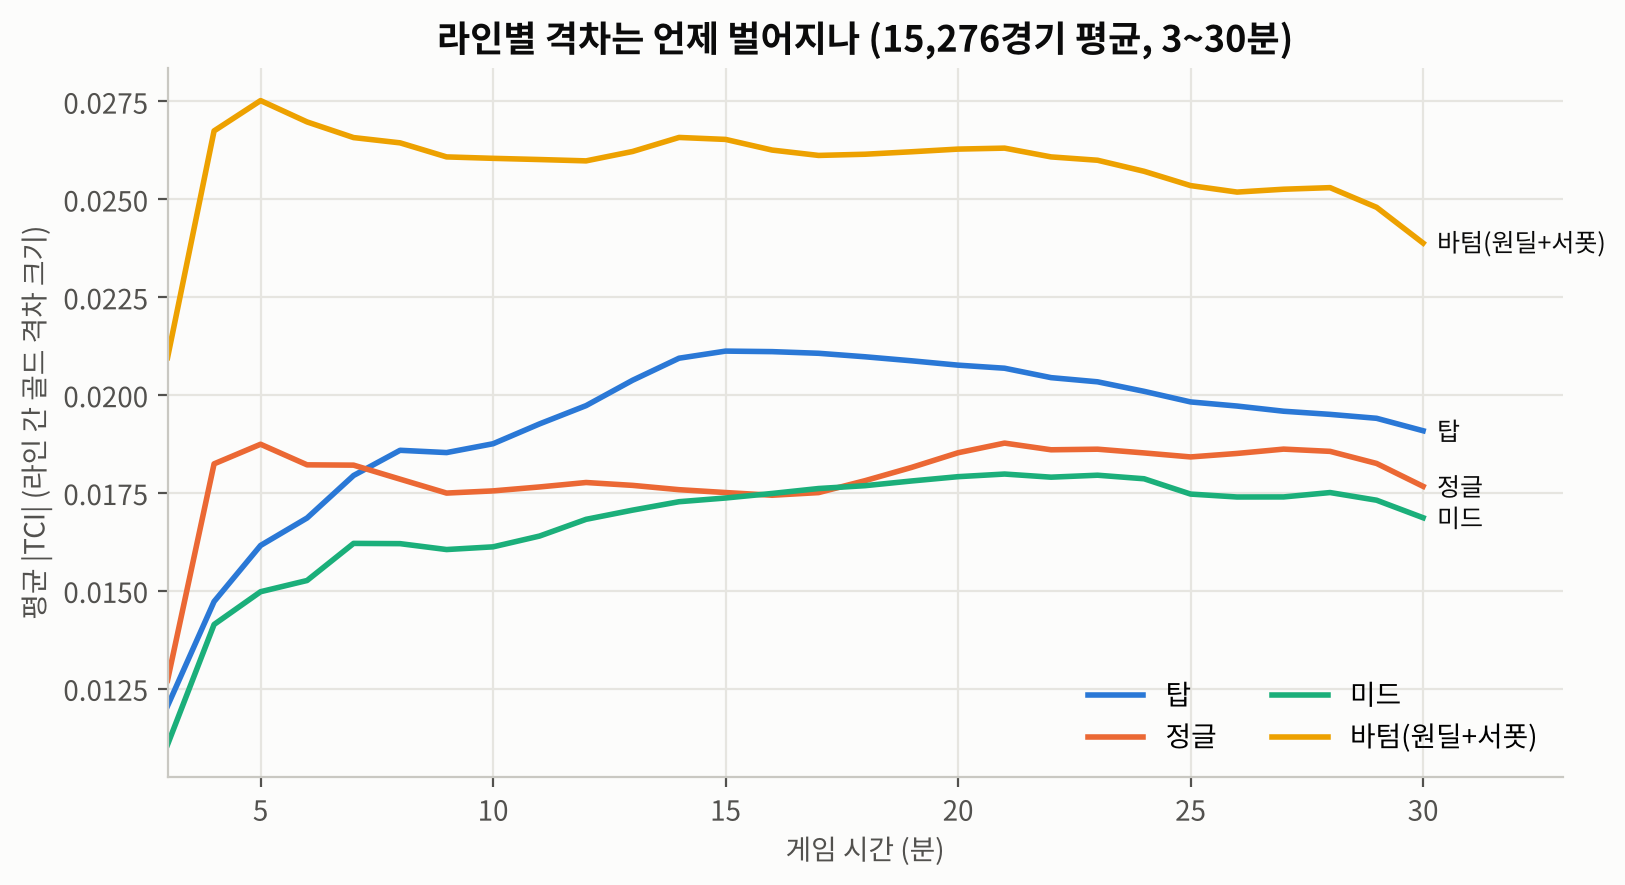 라인별 격차는 언제 벌어지나 (15,276경기 평균, 3~30분)
평균 |TCI| (라인 간 골드 격차 크기)
0.0275
0.0250
0.0225
0.0200
0.0175
0.0150
0.0125
바텀(원딜+서폿)
탑
정글
미드
탑 미드
정글 바텀(원딜+서폿)
5 10 15 20 25 30
게임 시간 (분)